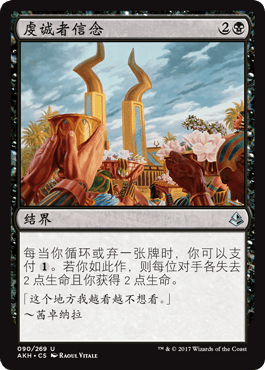 虔诚者信念 2
结界
每当你循环或弃一张牌时，你可以支
付 1。若你如此作，则每位对手各失去
2 点生命且你获得 2 点生命。
「这个地方我越看越不想看。」
～茜卓纳拉
090/269 U
AKH • CS RAOUL VITALE
™ & © 2017 Wizards of the Coast